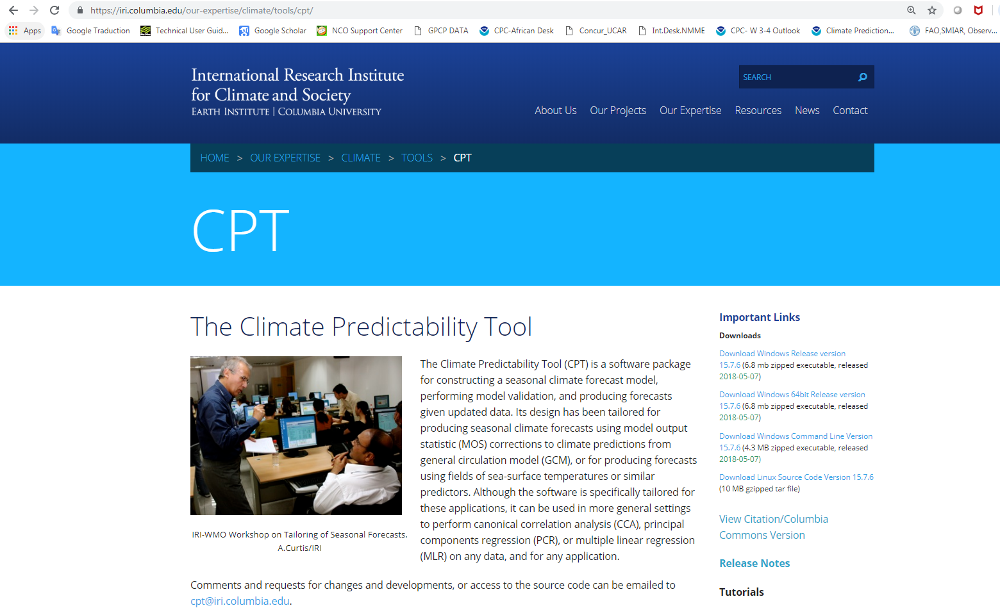 https://iri.columbia.edu/our-expertise/climate/tools/cpt/
Apps Google Traduction Technical User Guid... Google Scholar NCO Support Center GPCP DATA CPC-African Desk Concur_UCAR Int.Desk.NMME CPC- W 3-4 Outlook Climate Prediction... FAO,SMIAR, Observ...
International Research Institute
for Climate and Society
EARTH INSTITUTE | COLUMBIA UNIVERSITY
SEARCH
About Us Our Projects Our Expertise Resources News Contact
HOME > OUR EXPERTISE > CLIMATE > TOOLS > CPT
CPT
The Climate Predictability Tool
The Climate Predictability Tool (CPT) is a software package
for constructing a seasonal climate forecast model,
performing model validation, and producing forecasts
given updated data. Its design has been tailored for
producing seasonal climate forecasts using model output
statistic (MOS) corrections to climate predictions from
general circulation model (GCM), or for producing forecasts
using fields of sea-surface temperatures or similar
predictors. Although the software is specifically tailored for
these applications, it can be used in more general settings
to perform canonical correlation analysis (CCA), principal
components regression (PCR), or multiple linear regression
(MLR) on any data, and for any application.
IRI-WMO Workshop on Tailoring of Seasonal Forecasts.
A.Curtis/IRI
Comments and requests for changes and developments, or access to the source code can be emailed to
cpt@iri.columbia.edu.
Important Links
Downloads
Download Windows Release version
15.7.6 (6.8 mb zipped executable, released
2018-05-07)
Download Windows 64bit Release version
15.7.6 (6.8 mb zipped executable, released
2018-05-07)
Download Windows Command Line Version
15.7.6 (4.3 MB zipped executable, released
2018-05-07)
Download Linux Source Code Version 15.7.6
(10 MB gzipped tar file)
View Citation/Columbia
Commons Version
Release Notes
Tutorials